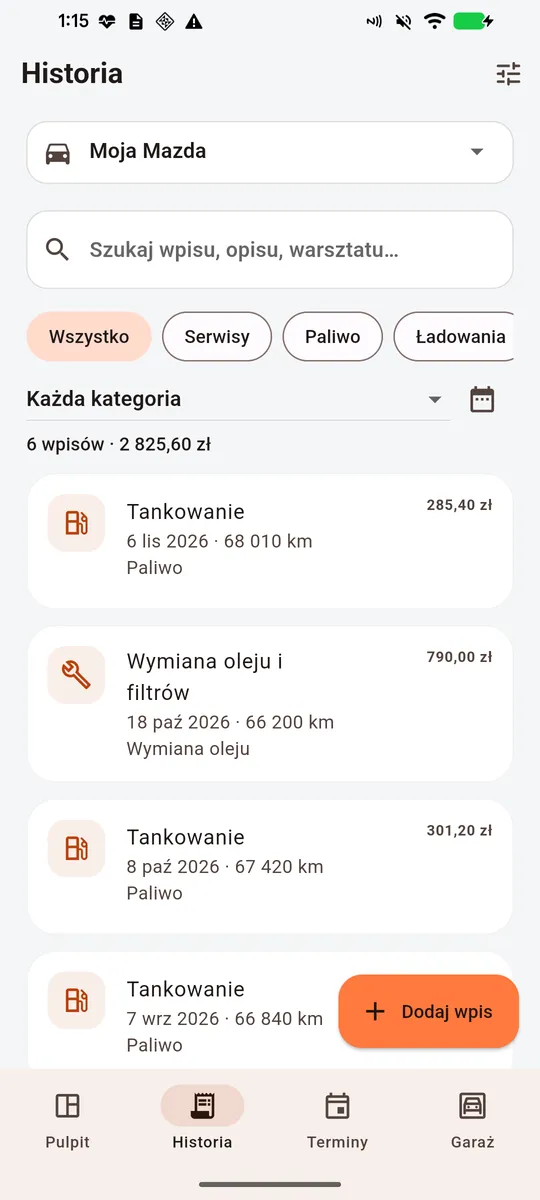 1:15
Historia
Moja Mazda
Szukaj wpisu, opisu, warsztatu...
Wszystko
Serwisy
Paliwo
Ładowania
Każda kategoria
6 wpisów · 2 825,60 zł
Tankowanie
285,40 zł
6 lis 2026 · 68 010 km
Paliwo
Wymiana oleju i
filtrów
790,00 zł
18 paź 2026 · 66 200 km
Wymiana oleju
Tankowanie
301,20 zł
8 paź 2026 · 67 420 km
Paliwo
Tankowanie
7 wrz 2026 · 66 840 km
Paliwo
Dodaj wpis
Pulpit
Historia
Terminy
Garaż